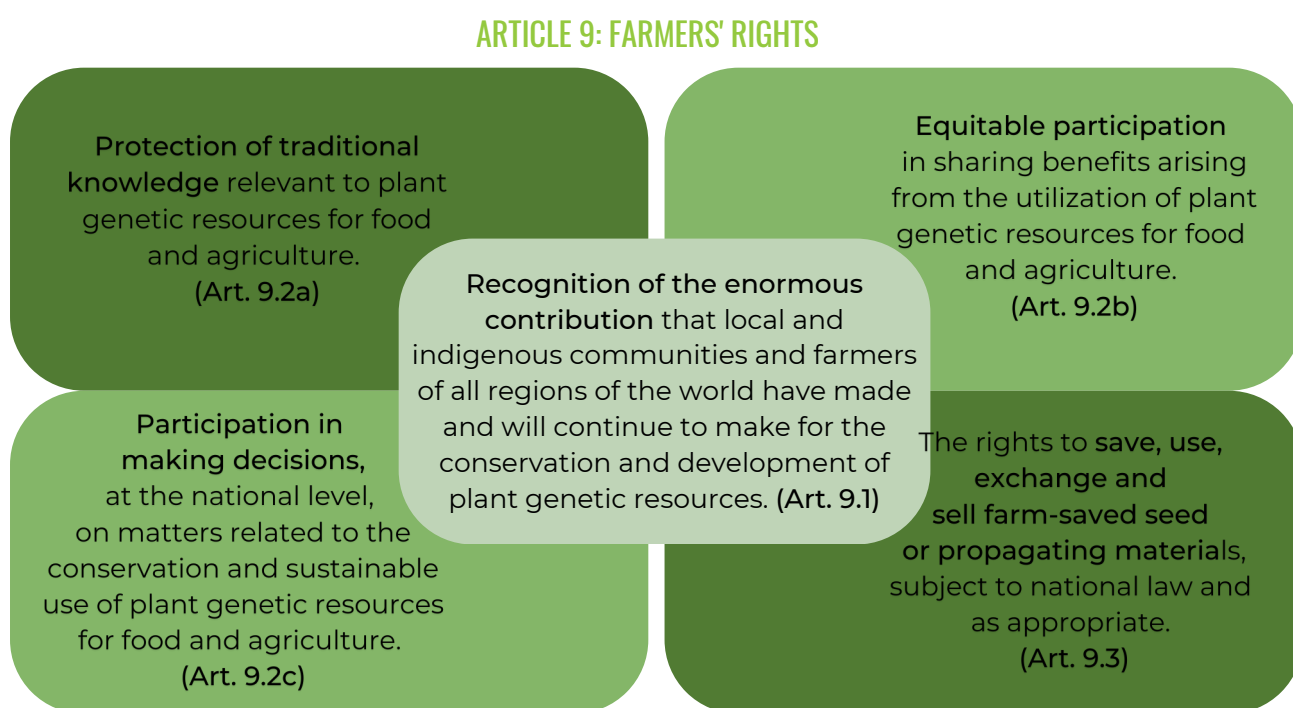 ARTICLE 9: FARMERS' RIGHTS
Protection of traditional
knowledge relevant to plant
genetic resources for food
and agriculture.
(Art. 9.2a)
Equitable participation
in sharing benefits arising
from the utilization of plant
genetic resources for food
and agriculture.
(Art. 9.2b)
Recognition of the enormous
contribution that local and
indigenous communities and farmers
of all regions of the world have made
and will continue to make for the
conservation and development of
plant genetic resources. (Art. 9.1)
Participation in
making decisions,
at the national level,
on matters related to the
conservation and sustainable
use of plant genetic resources
for food and agriculture.
(Art. 9.2c)
The rights to save, use,
exchange and
sell farm-saved seed
or propagating materials,
subject to national law and
as appropriate.
(Art. 9.3)